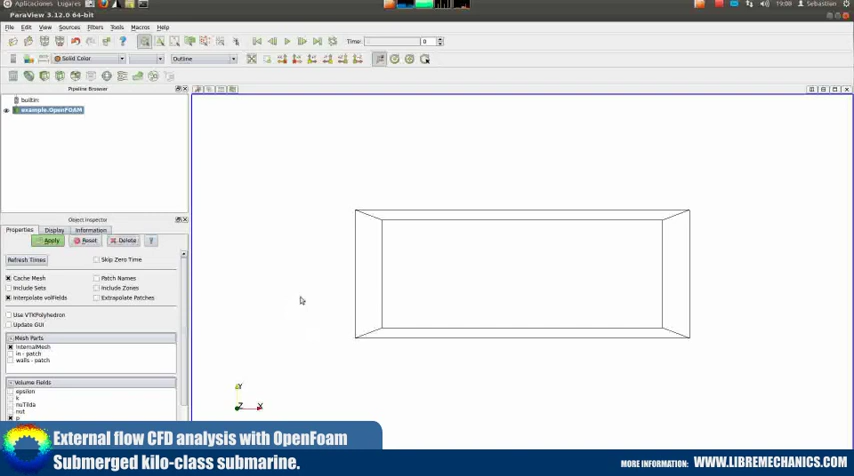 Aplicaciones Lugares
19:08 Sebastian
ParaView 3.12.0 64-bit
File Edit View Sources Filters Tools Macros Help
Time: 0
Solid Color Outline
Pipeline Browser
builtin:
example.OpenFOAM
Object Inspector
Properties Display Information
Apply Reset Delete ?
Refresh Times Skip Zero Time
Cache Mesh Patch Names
Include Sets Include Zones
Interpolate volFields Extrapolate Patches
Use VTKPolyhedron
Update GUI
Mesh Parts
internalMesh
in - patch
walls - patch
Volume Fields
epsilon
k
nuTilda
nut
p
Y
Z X
External flow CFD analysis with OpenFoam
Submerged kilo-class submarine.
MORE INFORMATION: WWW.LIBREMECHANICS.COM